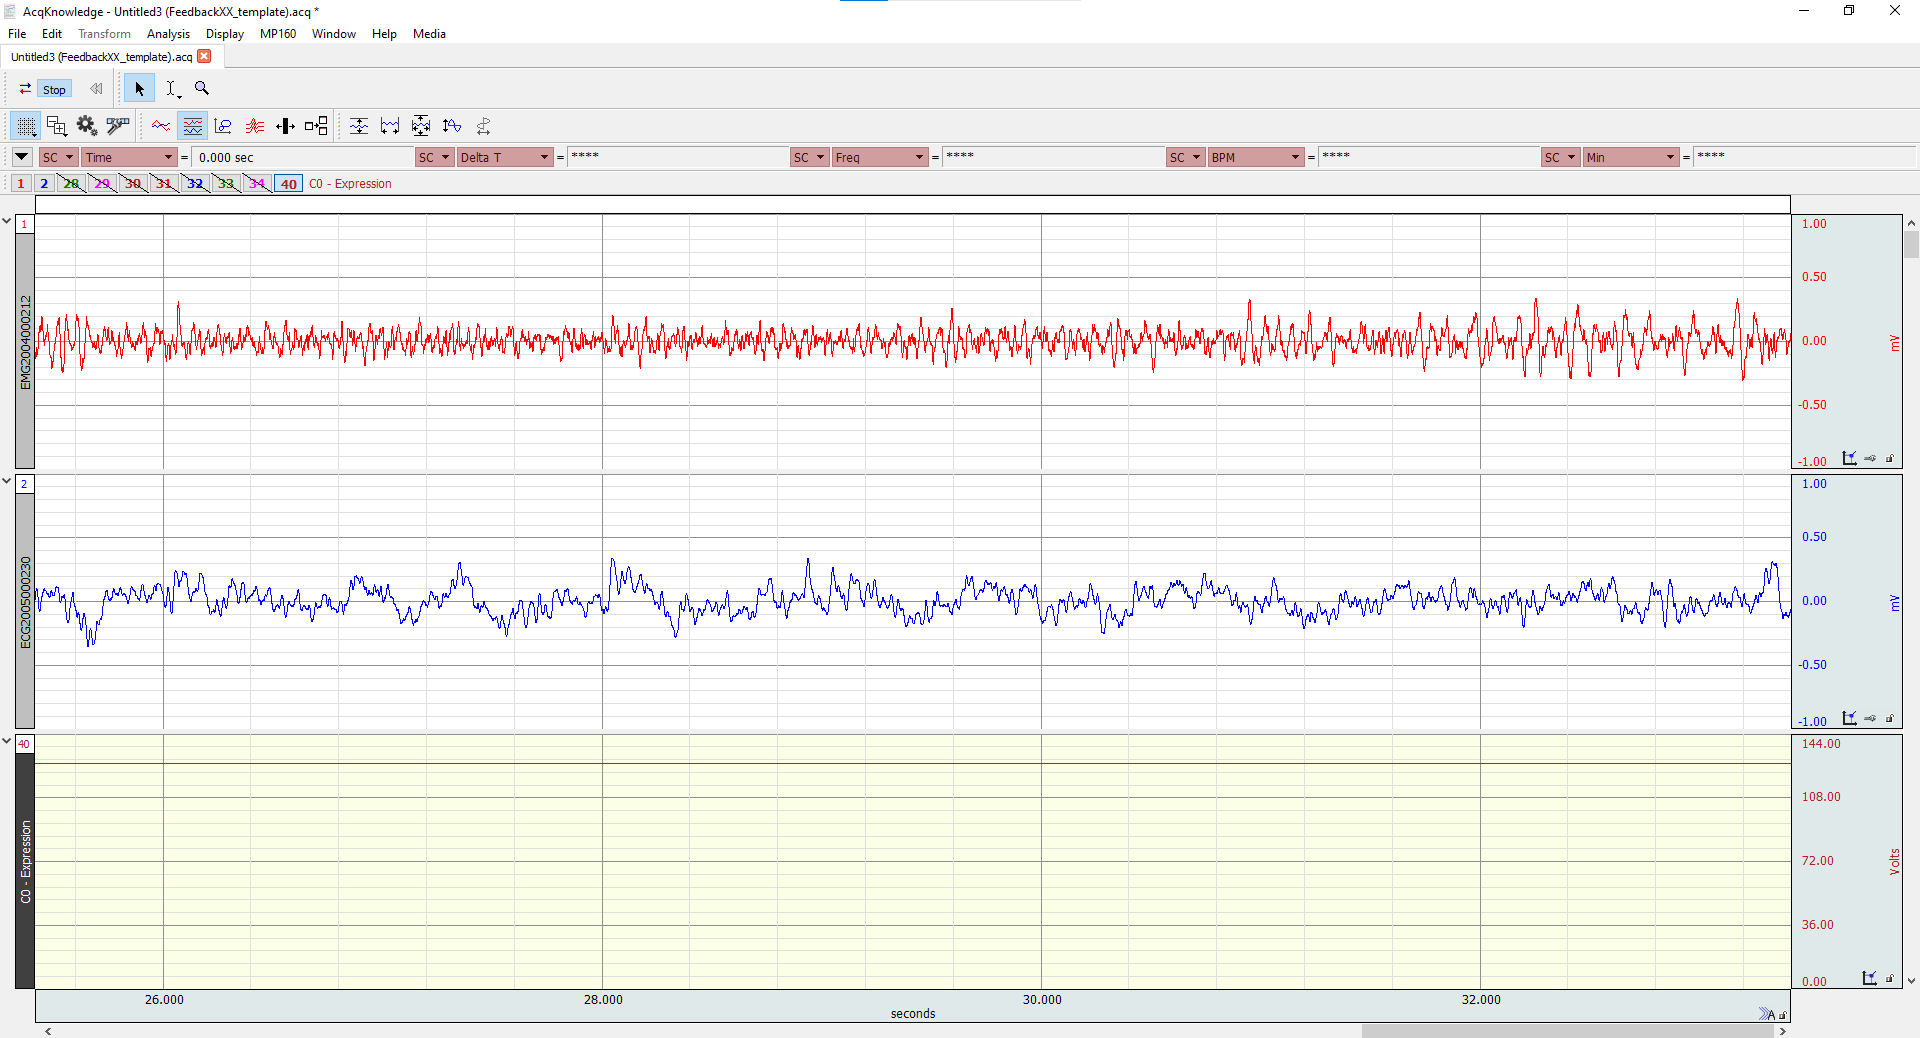 AcqKnowledge - Untitled3 (FeedbackXX_template).acq *
File Edit Transform Analysis Display MP160 Window Help Media
Untitled3 (FeedbackXX_template).acq
Stop
SC Time = 0.000 sec SC Delta T = **** SC Freq = **** SC BPM = **** SC Min = ****
1 2 28 29 30 31 32 33 34 40 C0 - Expression
1
EMG2004000212
1.00
0.50
0.00
-0.50
-1.00
mV
2
ECG2005000230
1.00
0.50
0.00
-0.50
-1.00
mV
40
C0 - Expression
144.00
108.00
72.00
36.00
0.00
Volts
26.000 28.000 30.000 32.000
seconds
A